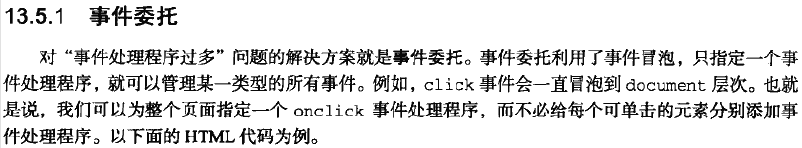 13.5.1 事件委托
对“事件处理程序过多”问题的解决方案就是事件委托。事件委托利用了事件冒泡，只指定一个事
件处理程序，就可以管理某一类型的所有事件。例如，click 事件会一直冒泡到 document 层次。也就
是说，我们可以为整个页面指定一个 onclick 事件处理程序，而不必给每个可单击的元素分别添加事
件处理程序。以下面的 HTML 代码为例。